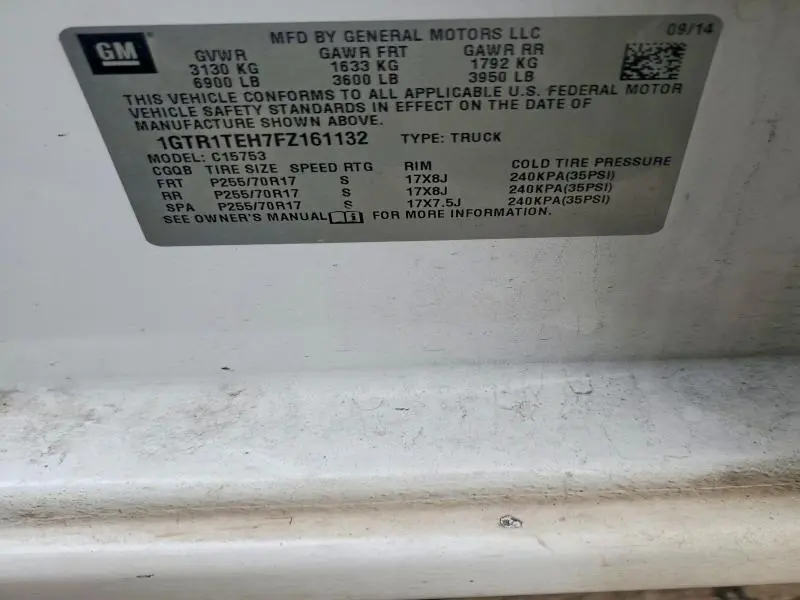 GM
MFD BY GENERAL MOTORS LLC 09/14
GVWR GAWR FRT GAWR RR
3130 KG 1633 KG 1792 KG
6900 LB 3600 LB 3950 LB
THIS VEHICLE CONFORMS TO ALL APPLICABLE U.S. FEDERAL MOTOR
VEHICLE SAFETY STANDARDS IN EFFECT ON THE DATE OF
MANUFACTURE SHOWN ABOVE.
1GTR1TEH7FZ161132 TYPE: TRUCK
MODEL: C15753
CGQB TIRE SIZE SPEED RTG RIM COLD TIRE PRESSURE
FRT P255/70R17 S 17X8J 240KPA(35PSI)
RR P255/70R17 S 17X8J 240KPA(35PSI)
SPA P255/70R17 S 17X7.5J 240KPA(35PSI)
SEE OWNER'S MANUAL FOR MORE INFORMATION.